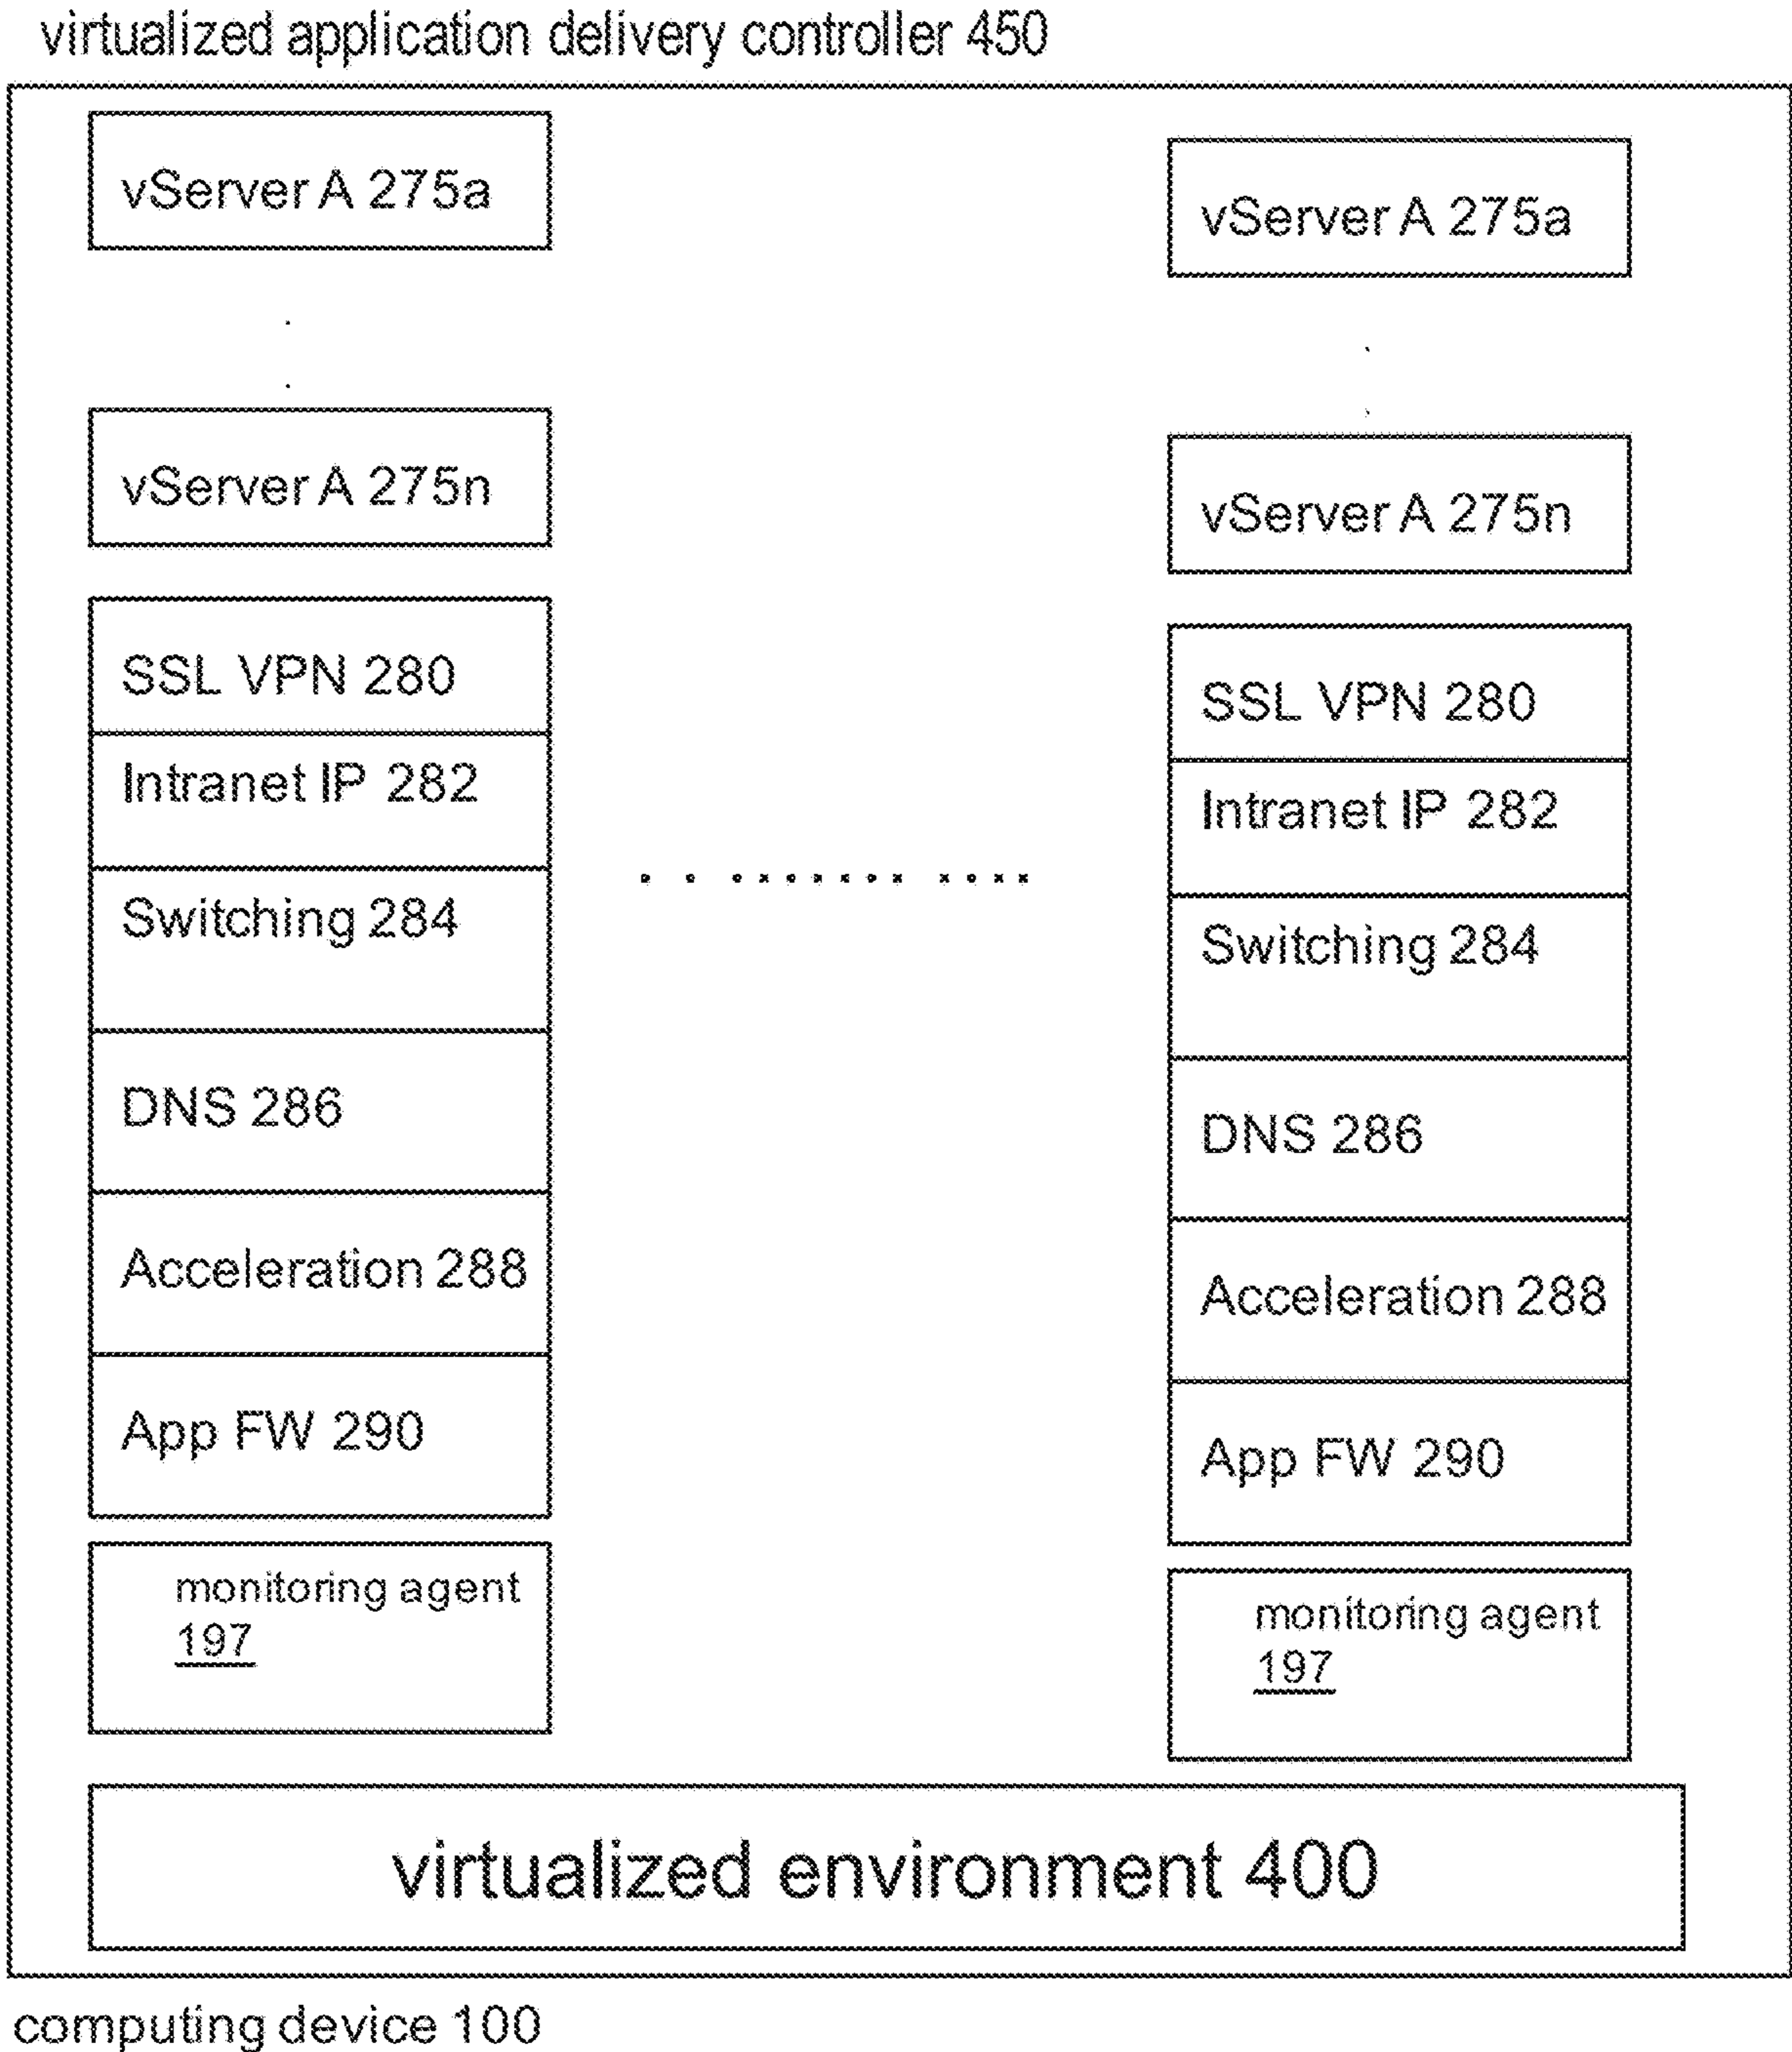 virtualized application delivery controller 450
vServer A 275a
vServer A 275n
SSL VPN 280
Intranet IP 282
Switching 284
DNS 286
Acceleration 288
App FW 290
monitoring agent
197
vServer A 275a
vServer A 275n
SSL VPN 280
Intranet IP 282
Switching 284
DNS 286
Acceleration 288
App FW 290
monitoring agent
197
virtualized environment 400
computing device 100